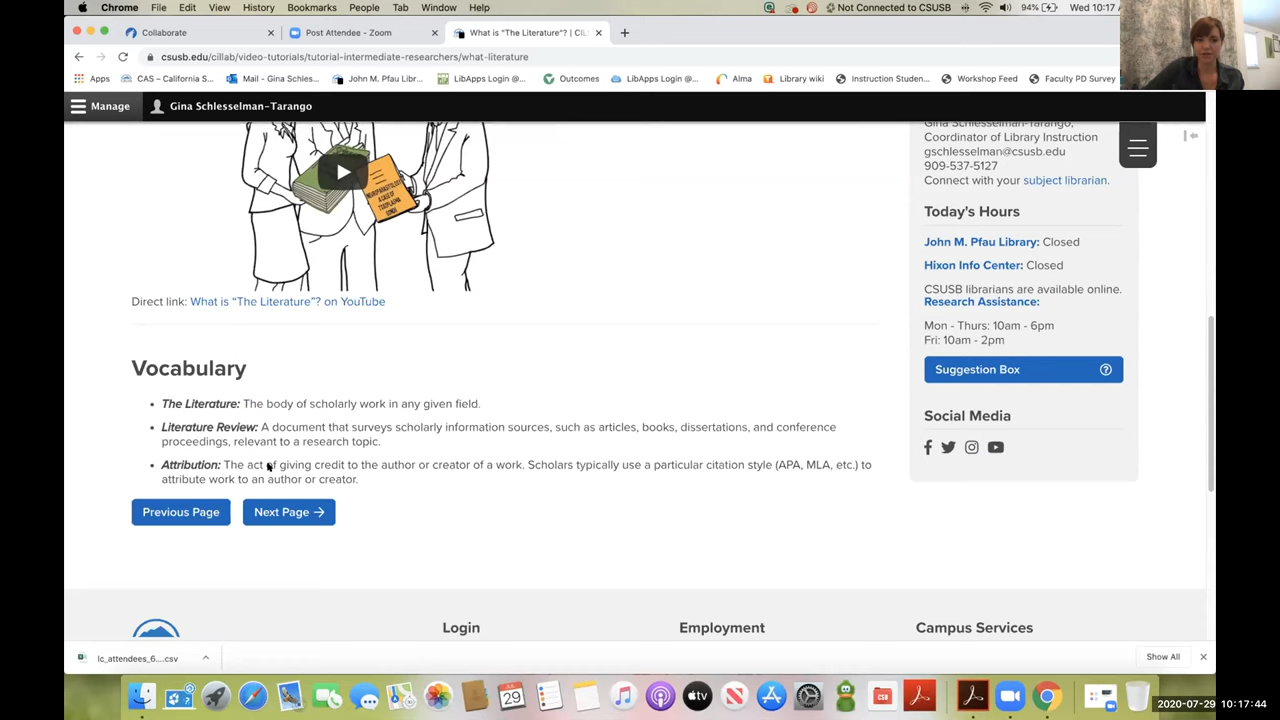 Chrome File Edit View History Bookmarks People Tab Window Help
Not Connected to CSUSB 94% Wed 10:17
Collaborate
Post Attendee - Zoom
What is "The Literature"? | CIL
csusb.edu/cillab/video-tutorials/tutorial-intermediate-researchers/what-literature
Apps CAS – California S... Mail - Gina Schles... John M. Pfau Libr... LibApps Login @... Outcomes LibApps Login @... Alma Library wiki Instruction Studen... Workshop Feed Faculty PD Survey
Manage Gina Schlesselman-Tarango
Direct link: What is "The Literature"? on YouTube
Vocabulary
• The Literature: The body of scholarly work in any given field.
• Literature Review: A document that surveys scholarly information sources, such as articles, books, dissertations, and conference
proceedings, relevant to a research topic.
• Attribution: The act of giving credit to the author or creator of a work. Scholars typically use a particular citation style (APA, MLA, etc.) to
attribute work to an author or creator.
Previous Page Next Page →
Gina Schlesselman-Tarango,
Coordinator of Library Instruction
gschlesselman@csusb.edu
909-537-5127
Connect with your subject librarian.
Today's Hours
John M. Pfau Library: Closed
Hixon Info Center: Closed
CSUSB librarians are available online.
Research Assistance:
Mon - Thurs: 10am - 6pm
Fri: 10am - 2pm
Suggestion Box
Social Media
Login Employment Campus Services
lc_attendees_6....csv
Show All
JUL
29
tv
2020-07-29 10:17:44